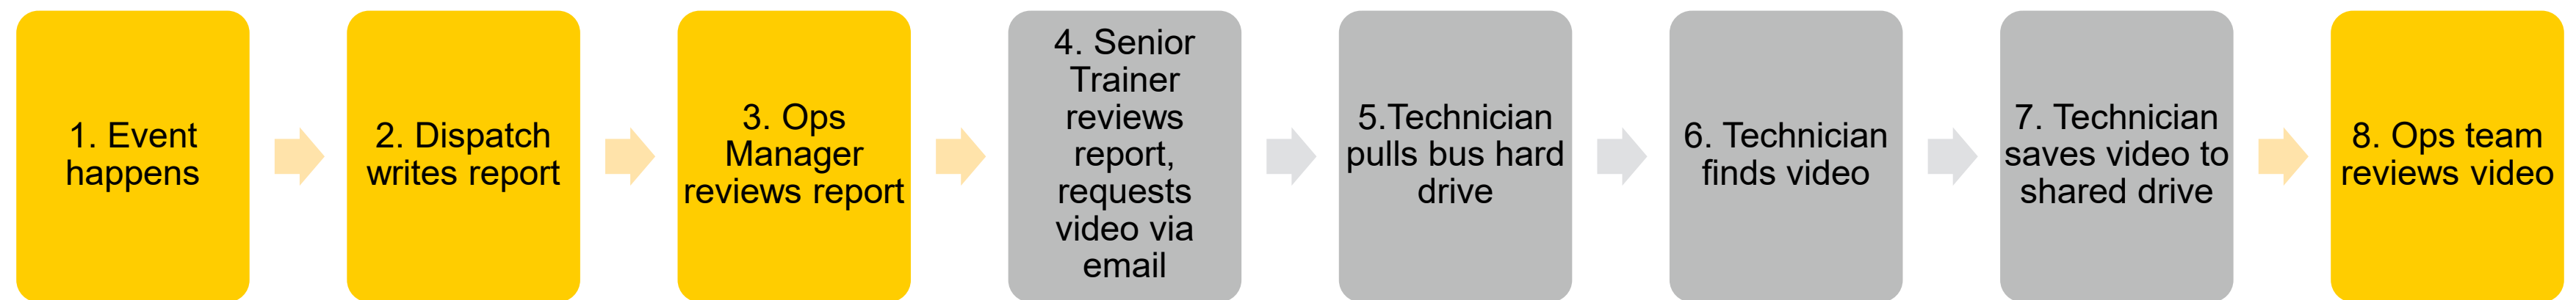 1. Event
happens
2. Dispatch
writes report
3. Ops
Manager
reviews report
4. Senior
Trainer
reviews
report,
requests
video via
email
5.Technician
pulls bus hard
drive
6. Technician
finds video
7. Technician
saves video to
shared drive
8. Ops team
reviews video